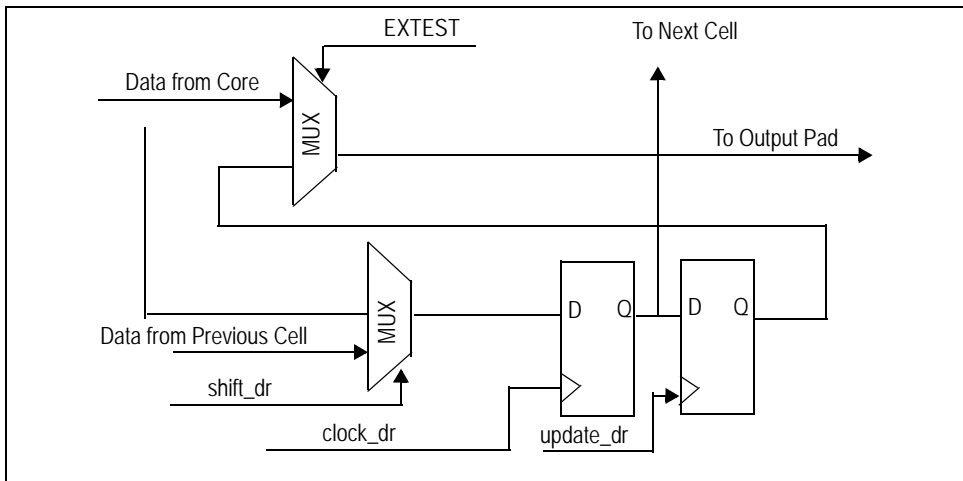 EXTEST
To Next Cell
Data from Core
MUX
To Output Pad
MUX
D Q
D Q
Data from Previous Cell
shift_dr
clock_dr
update_dr